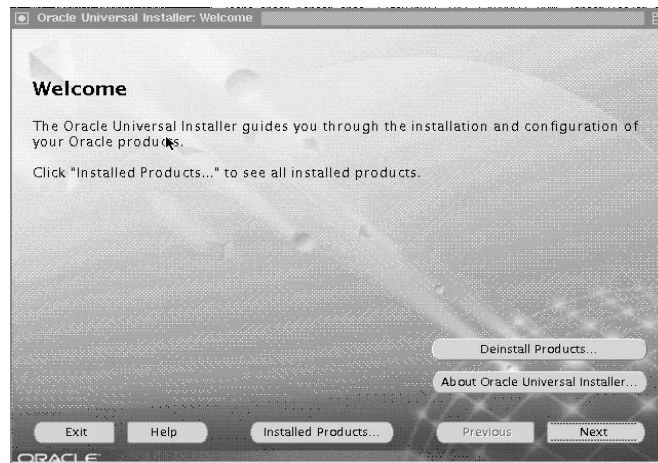 Oracle Universal Installer: Welcome
Welcome
The Oracle Universal Installer guides you through the installation and configuration of
your Oracle products.
Click "Installed Products..." to see all installed products.
Deinstall Products...
About Oracle Universal Installer...
Exit
Help
Installed Products...
Previous
Next
ORACLE